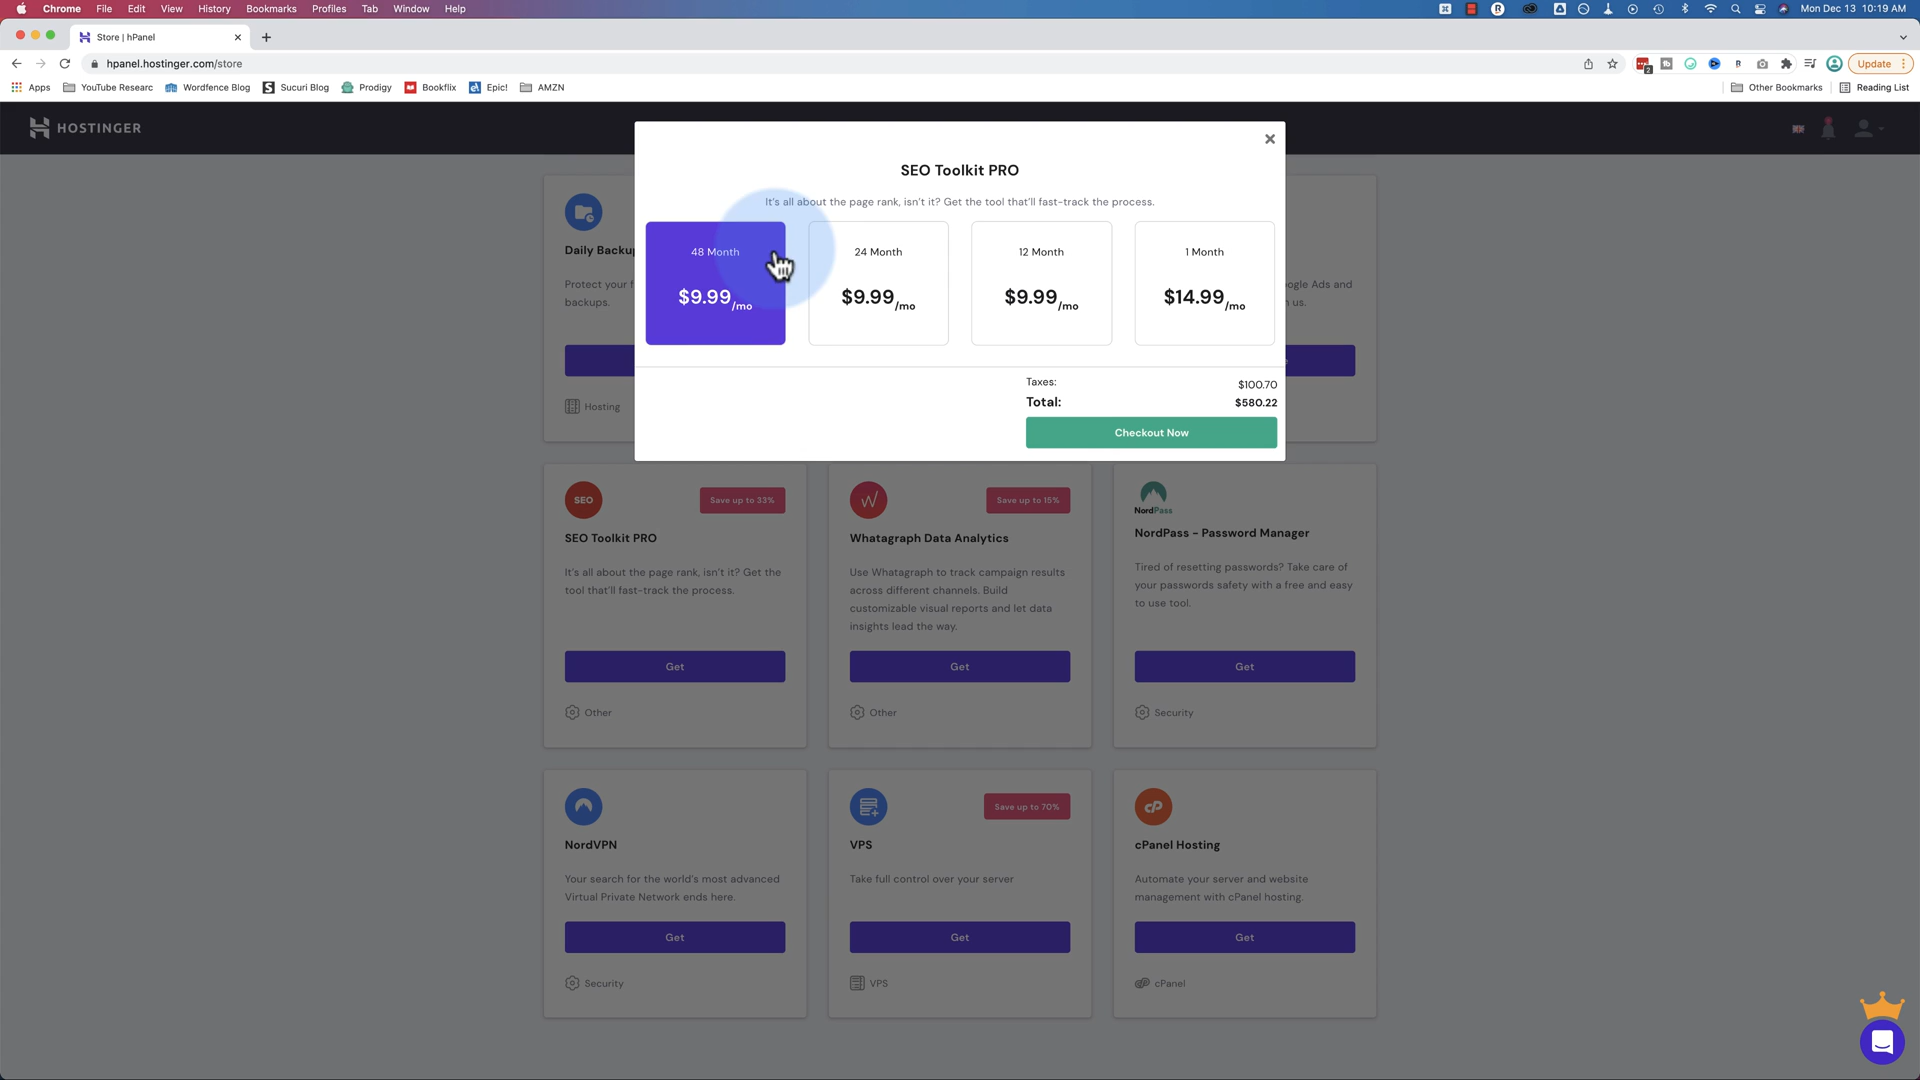 Chrome File Edit View History Bookmarks Profiles Tab Window Help
Mon Dec 13 10:19 AM
Store | hPanel
hpanel.hostinger.com/store
2
Update
Apps YouTube Researc Wordfence Blog Sucuri Blog Prodigy Bookflix Epic! AMZN
Other Bookmarks Reading List
HOSTINGER
SEO Toolkit PRO
It's all about the page rank, isn't it? Get the tool that'll fast-track the process.
48 Month
$9.99/mo
24 Month
$9.99/mo
12 Month
$9.99/mo
1 Month
$14.99/mo
Taxes: $100.70
Total: $580.22
Checkout Now
Daily Backu
Protect your f
backups.
Hosting
ogle Ads and
us.
SEO
Save up to 33%
SEO Toolkit PRO
It's all about the page rank, isn't it? Get the
tool that'll fast-track the process.
Get
Other
Save up to 15%
Whatagraph Data Analytics
Use Whatagraph to track campaign results
across different channels. Build
customizable visual reports and let data
insights lead the way.
Get
Other
NordPass
NordPass - Password Manager
Tired of resetting passwords? Take care of
your passwords safety with a free and easy
to use tool.
Get
Security
NordVPN
Your search for the world's most advanced
Virtual Private Network ends here.
Get
Security
Save up to 70%
VPS
Take full control over your server
Get
VPS
cP
cPanel Hosting
Automate your server and website
management with cPanel hosting.
Get
cPanel